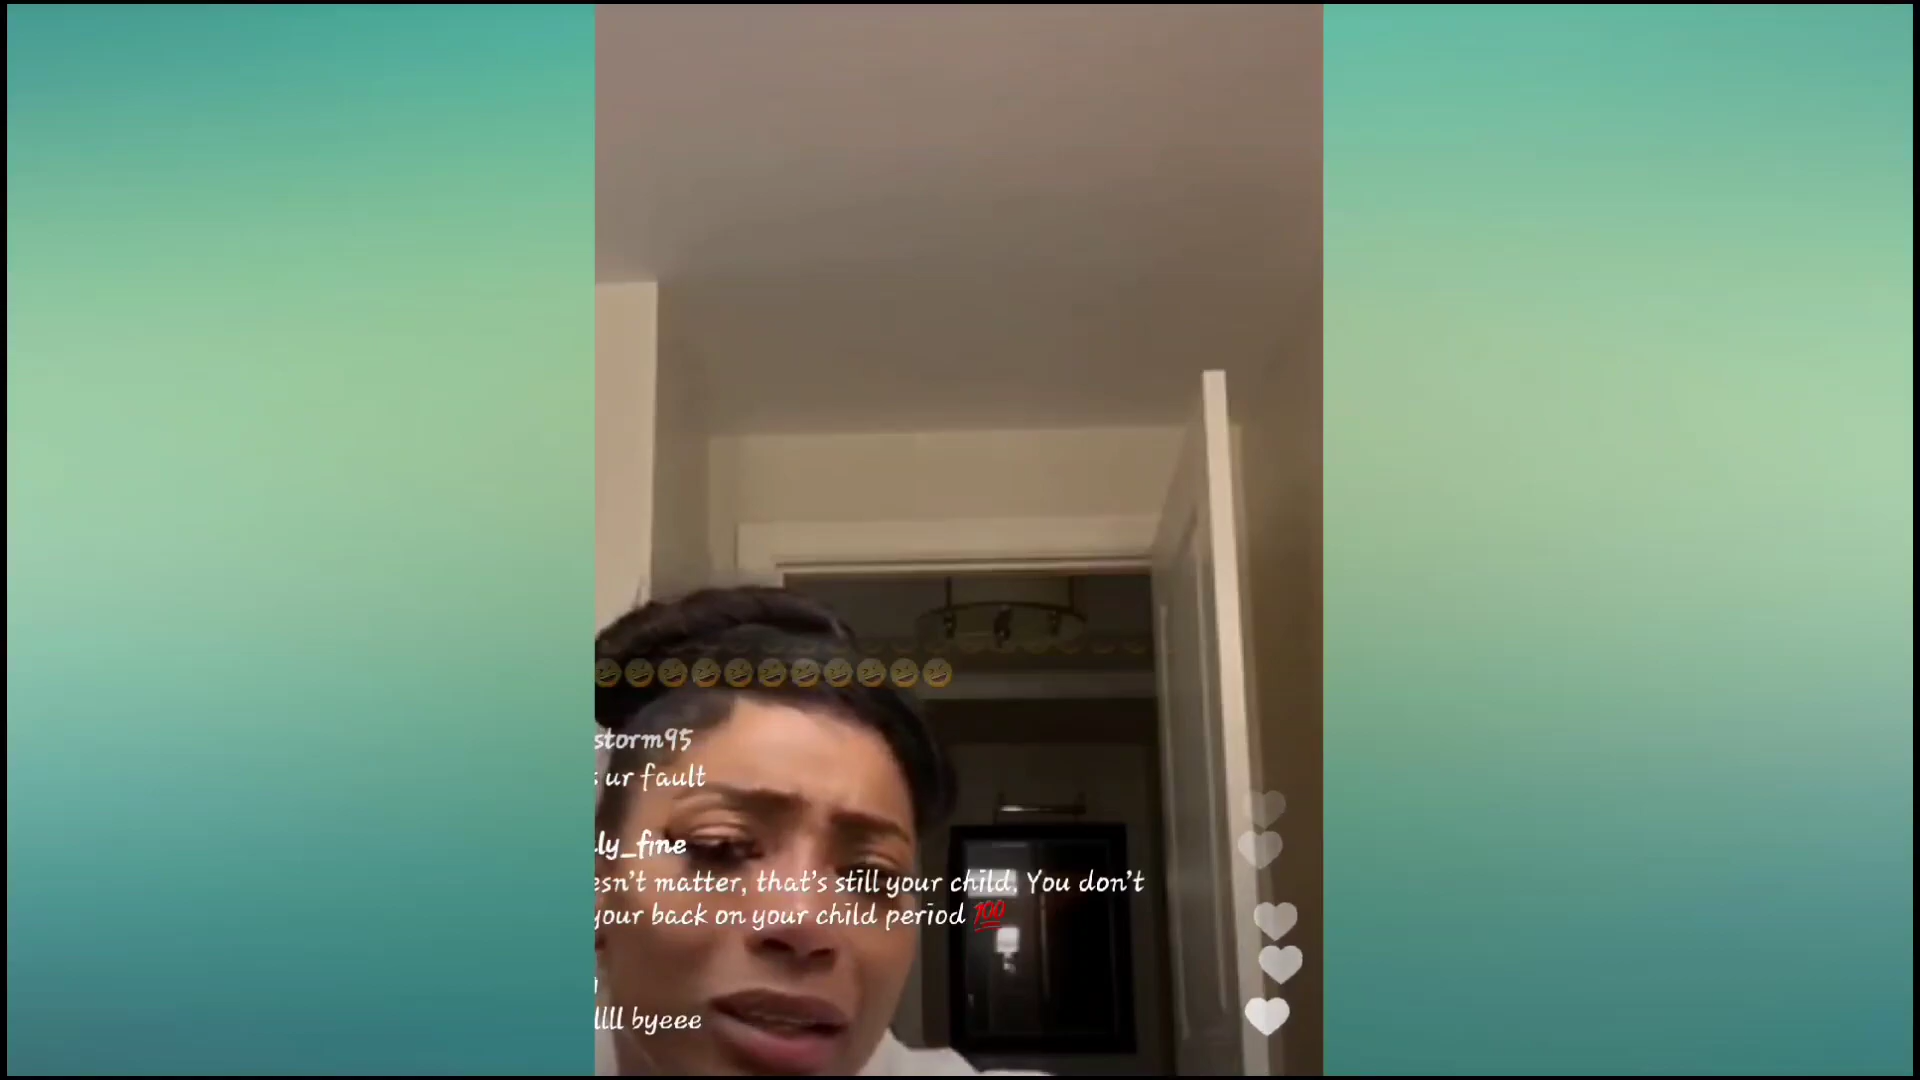 storm95
ur fault
ly_fine
esn't matter, that's still your child. You don't
your back on your child period 💯
llll byeee